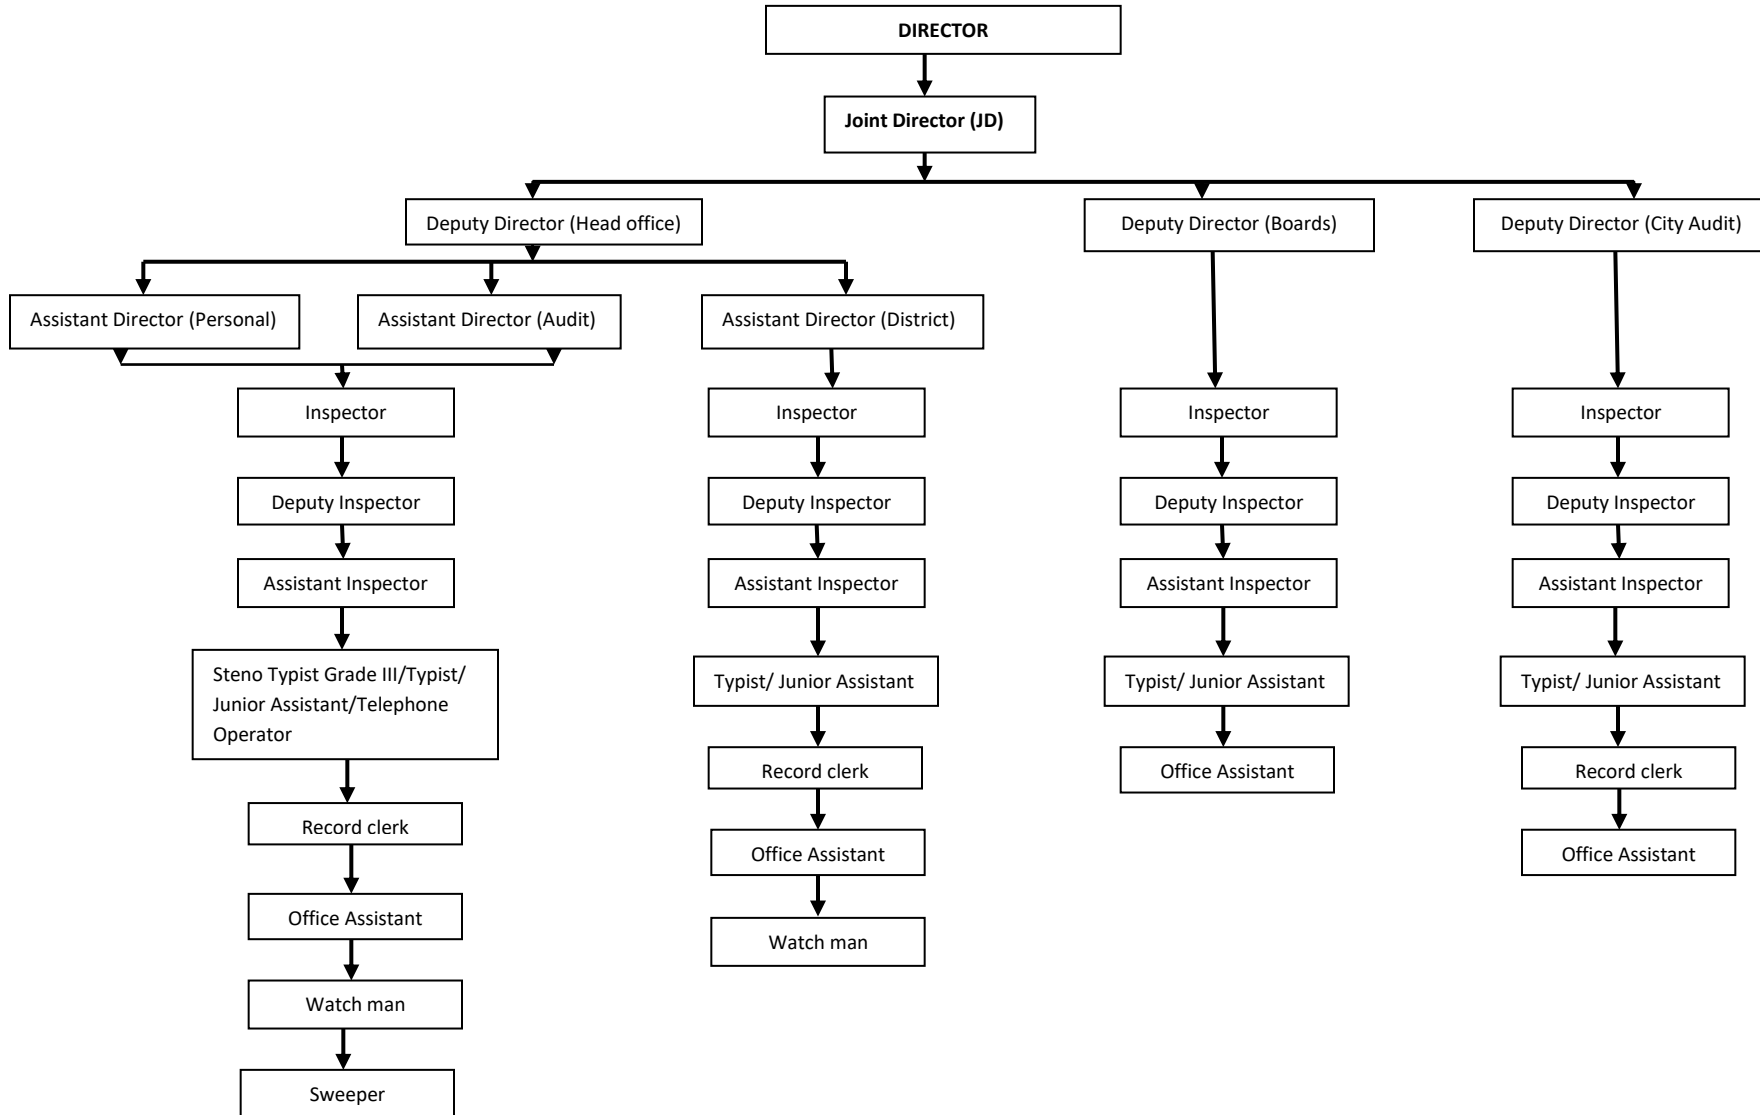 DIRECTOR
Joint Director (JD)
Deputy Director (Head office)
Deputy Director (Boards)
Deputy Director (City Audit)
Assistant Director (Personal)
Assistant Director (Audit)
Assistant Director (District)
Inspector
Inspector
Inspector
Inspector
Deputy Inspector
Deputy Inspector
Deputy Inspector
Deputy Inspector
Assistant Inspector
Assistant Inspector
Assistant Inspector
Assistant Inspector
Steno Typist Grade III/Typist/
Junior Assistant/Telephone
Operator
Typist/ Junior Assistant
Typist/ Junior Assistant
Typist/ Junior Assistant
Record clerk
Office Assistant
Record clerk
Record clerk
Office Assistant
Office Assistant
Office Assistant
Watch man
Watch man
Sweeper